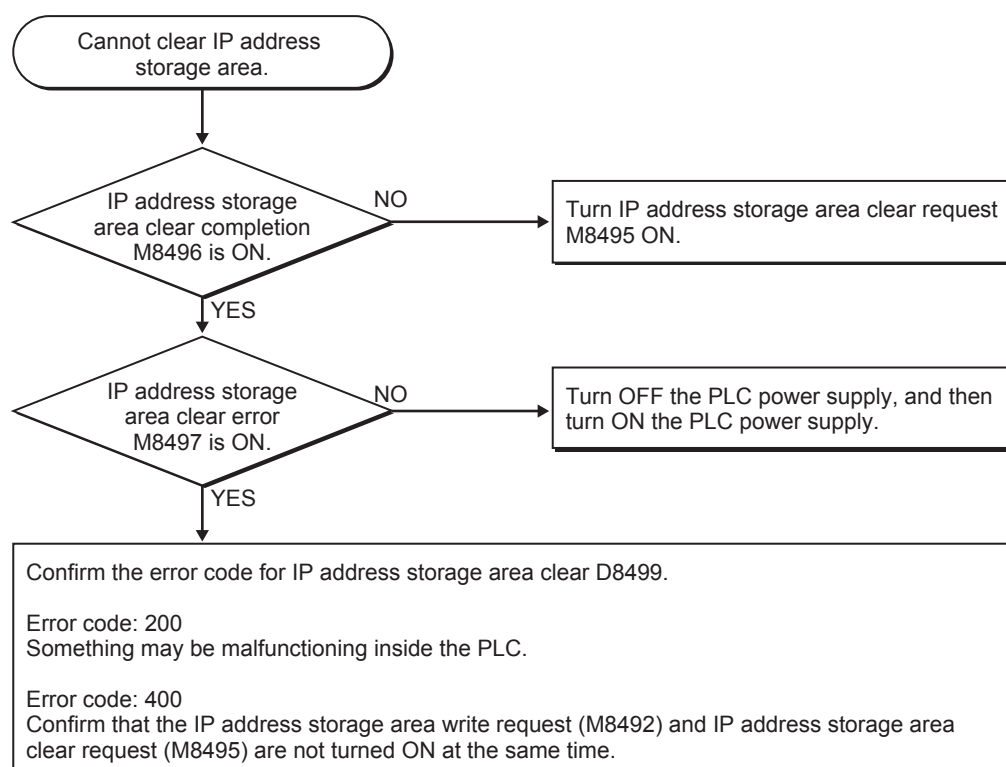 Cannot clear IP address
storage area.
IP address storage
area clear completion
M8496 is ON.
NO
Turn IP address storage area clear request
M8495 ON.
YES
IP address storage
area clear error
M8497 is ON.
NO
Turn OFF the PLC power supply, and then
turn ON the PLC power supply.
YES
Confirm the error code for IP address storage area clear D8499.
Error code: 200
Something may be malfunctioning inside the PLC.
Error code: 400
Confirm that the IP address storage area write request (M8492) and IP address storage area
clear request (M8495) are not turned ON at the same time.